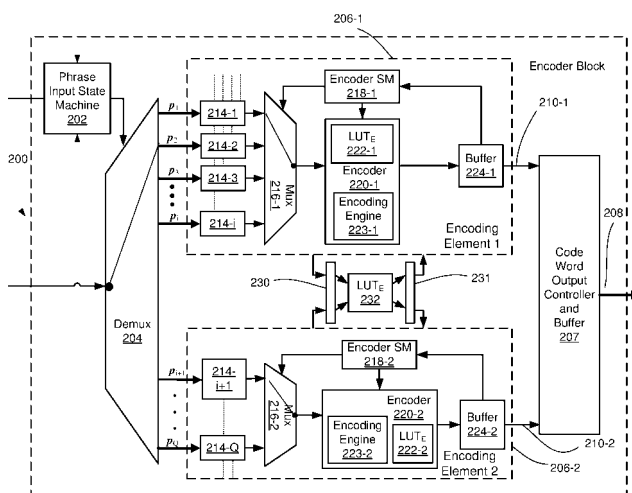 206-1
Encoder Block
Phrase
Input State
Machine
202
200
Demux
204
p1
p2
p3
pi
214-1
214-2
214-3
214-i
Mux
216-1
Encoder SM
218-1
LUTE
222-1
Encoder
220-1
Encoding
Engine
223-1
Buffer
224-1
210-1
Encoding
Element 1
230
LUTE
232
231
208
Code
Word
Output
Controller
and
Buffer
207
pi+1
pQ
214-
i+1
214-Q
Mux
216-2
Encoder SM
218-2
Encoder
220-2
Encoding
Engine
223-2
LUTE
222-2
Buffer
224-2
210-2
Encoding
Element 2
206-2